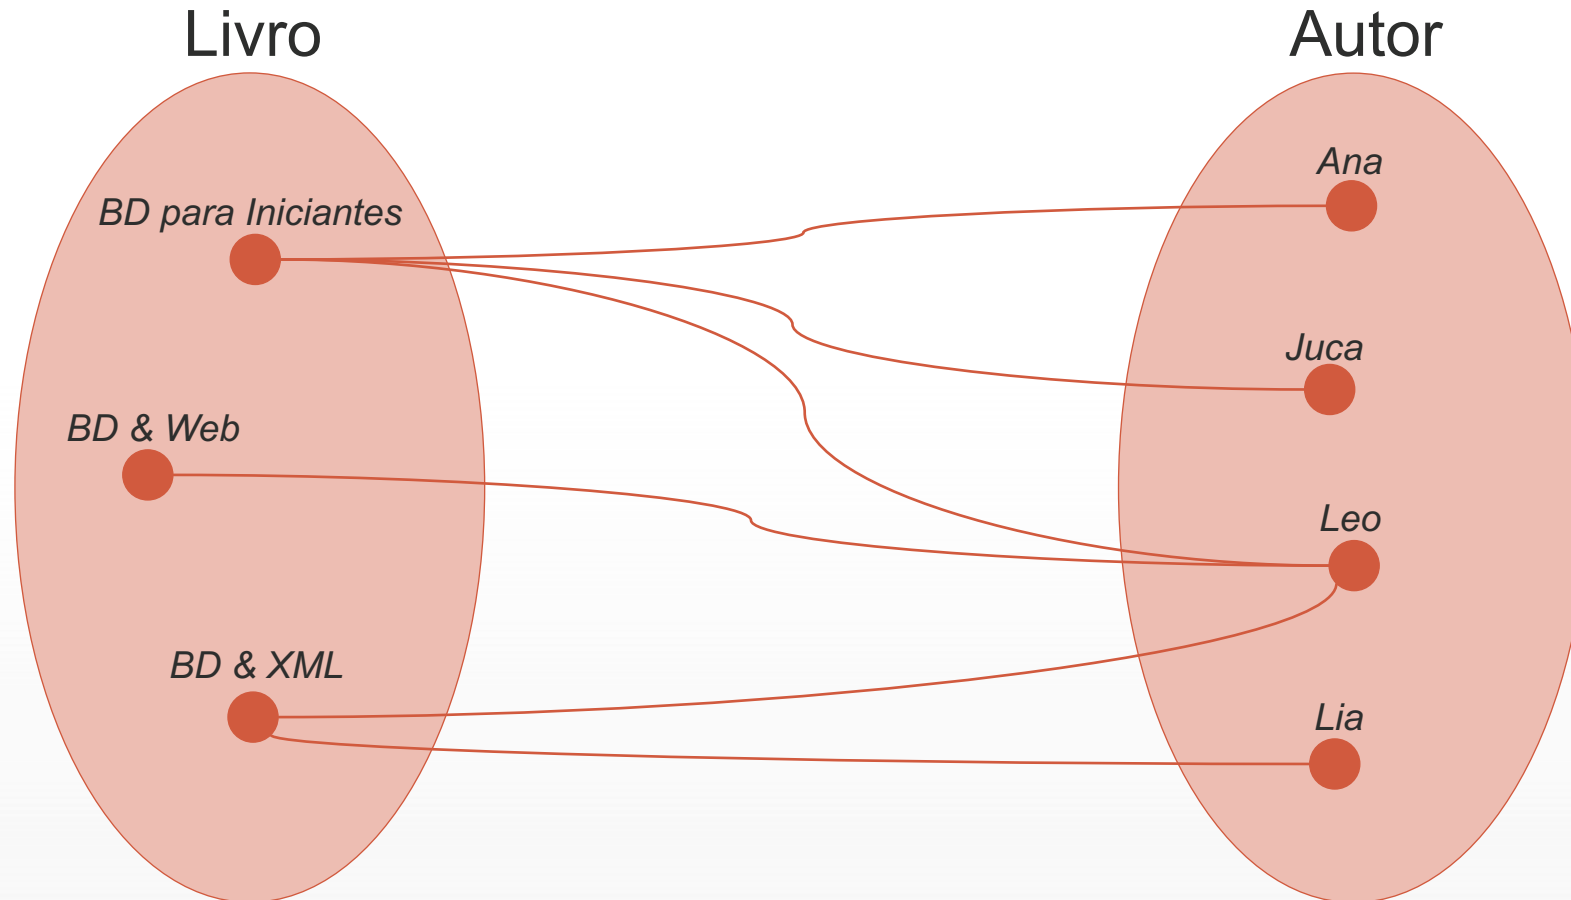 Livro
Autor
BD para Iniciantes
BD & Web
BD & XML
Ana
Juca
Leo
Lia